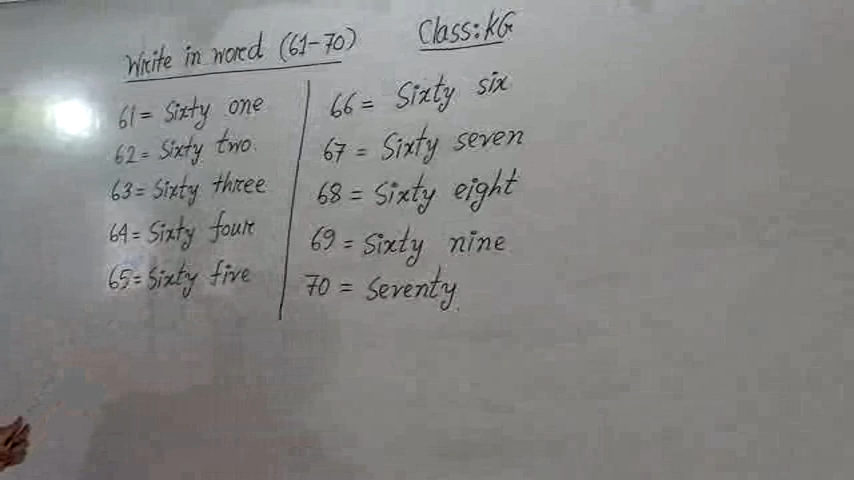 Write in word (61-70)
Class: KG
61 = Sixty one
62 = Sixty two.
63 = Sixty three
64 = Sixty four
65 = Sixty five
66 = Sixty six
67 = Sixty seven
68 = Sixty eight
69 = Sixty nine
70 = Seventy.